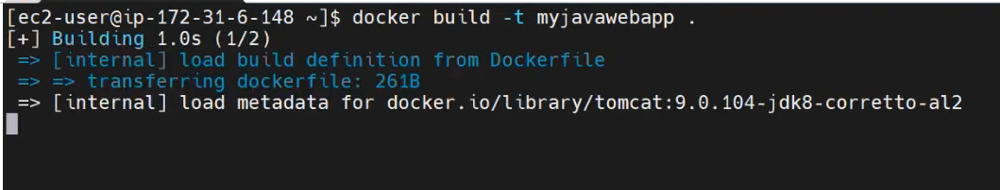 [ec2-user@ip-172-31-6-148 ~]$ docker build -t myjavawebapp .
[+] Building 1.0s (1/2)
=> [internal] load build definition from Dockerfile
=> => transferring dockerfile: 261B
=> [internal] load metadata for docker.io/library/tomcat:9.0.104-jdk8-corretto-al2